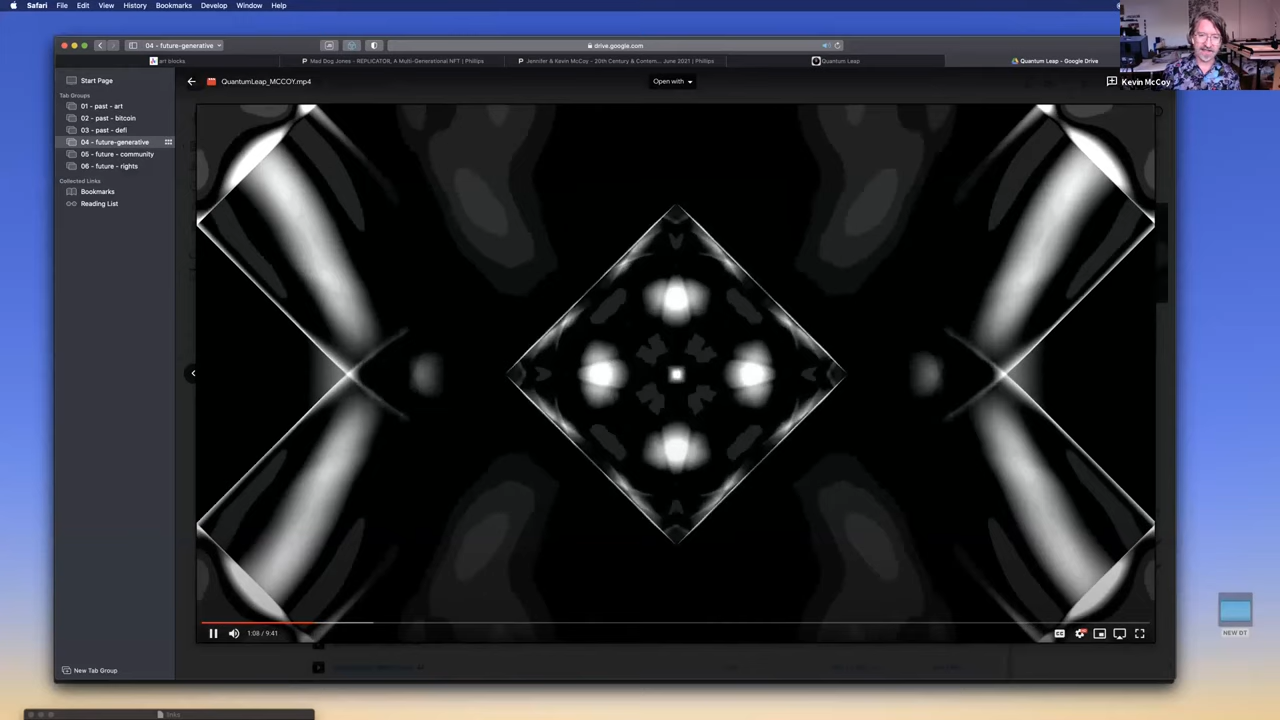 Safari File Edit View History Bookmarks Develop Window Help
04 - future-generative
drive.google.com
art blocks
Mad Dog Jones - REPLICATOR, A Multi-Generational NFT | Phillips
Jennifer & Kevin McCoy - 20th Century & Contem... June 2021 | Phillips
Quantum Leap
Quantum Leap - Google Drive
Kevin McCoy
Start Page
Tab Groups
01 - past - art
02 - past - bitcoin
03 - past - defi
04 - future-generative
05 - future - community
06 - future - rights
Collected Links
Bookmarks
Reading List
New Tab Group
QuantumLeap_MCCOY.mp4
Open with
1:08 / 9:41
CC
NEW DT
links